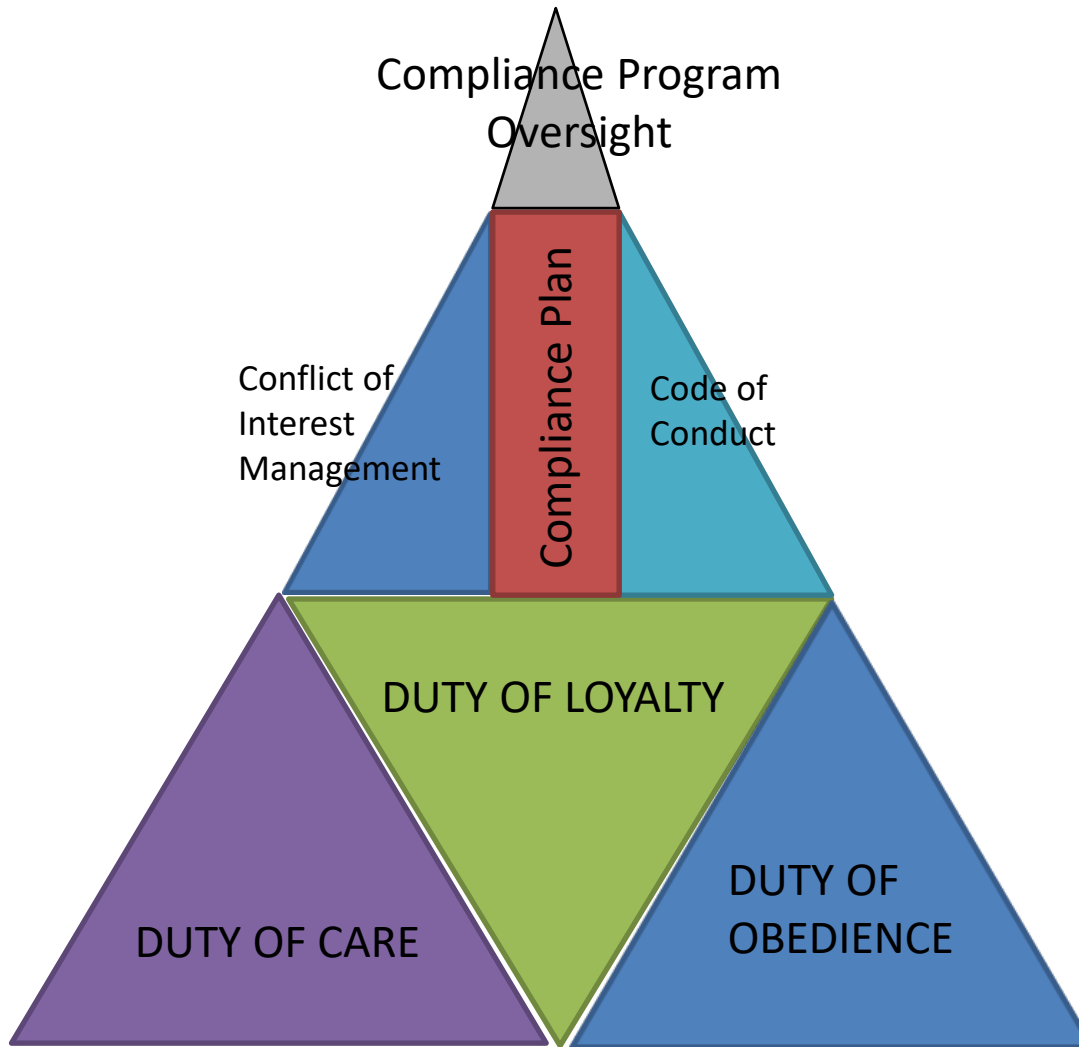 Compliance Program
Oversight
Compliance Plan
Conflict of
Interest
Management
Code of
Conduct
DUTY OF LOYALTY
DUTY OF CARE
DUTY OF
OBEDIENCE